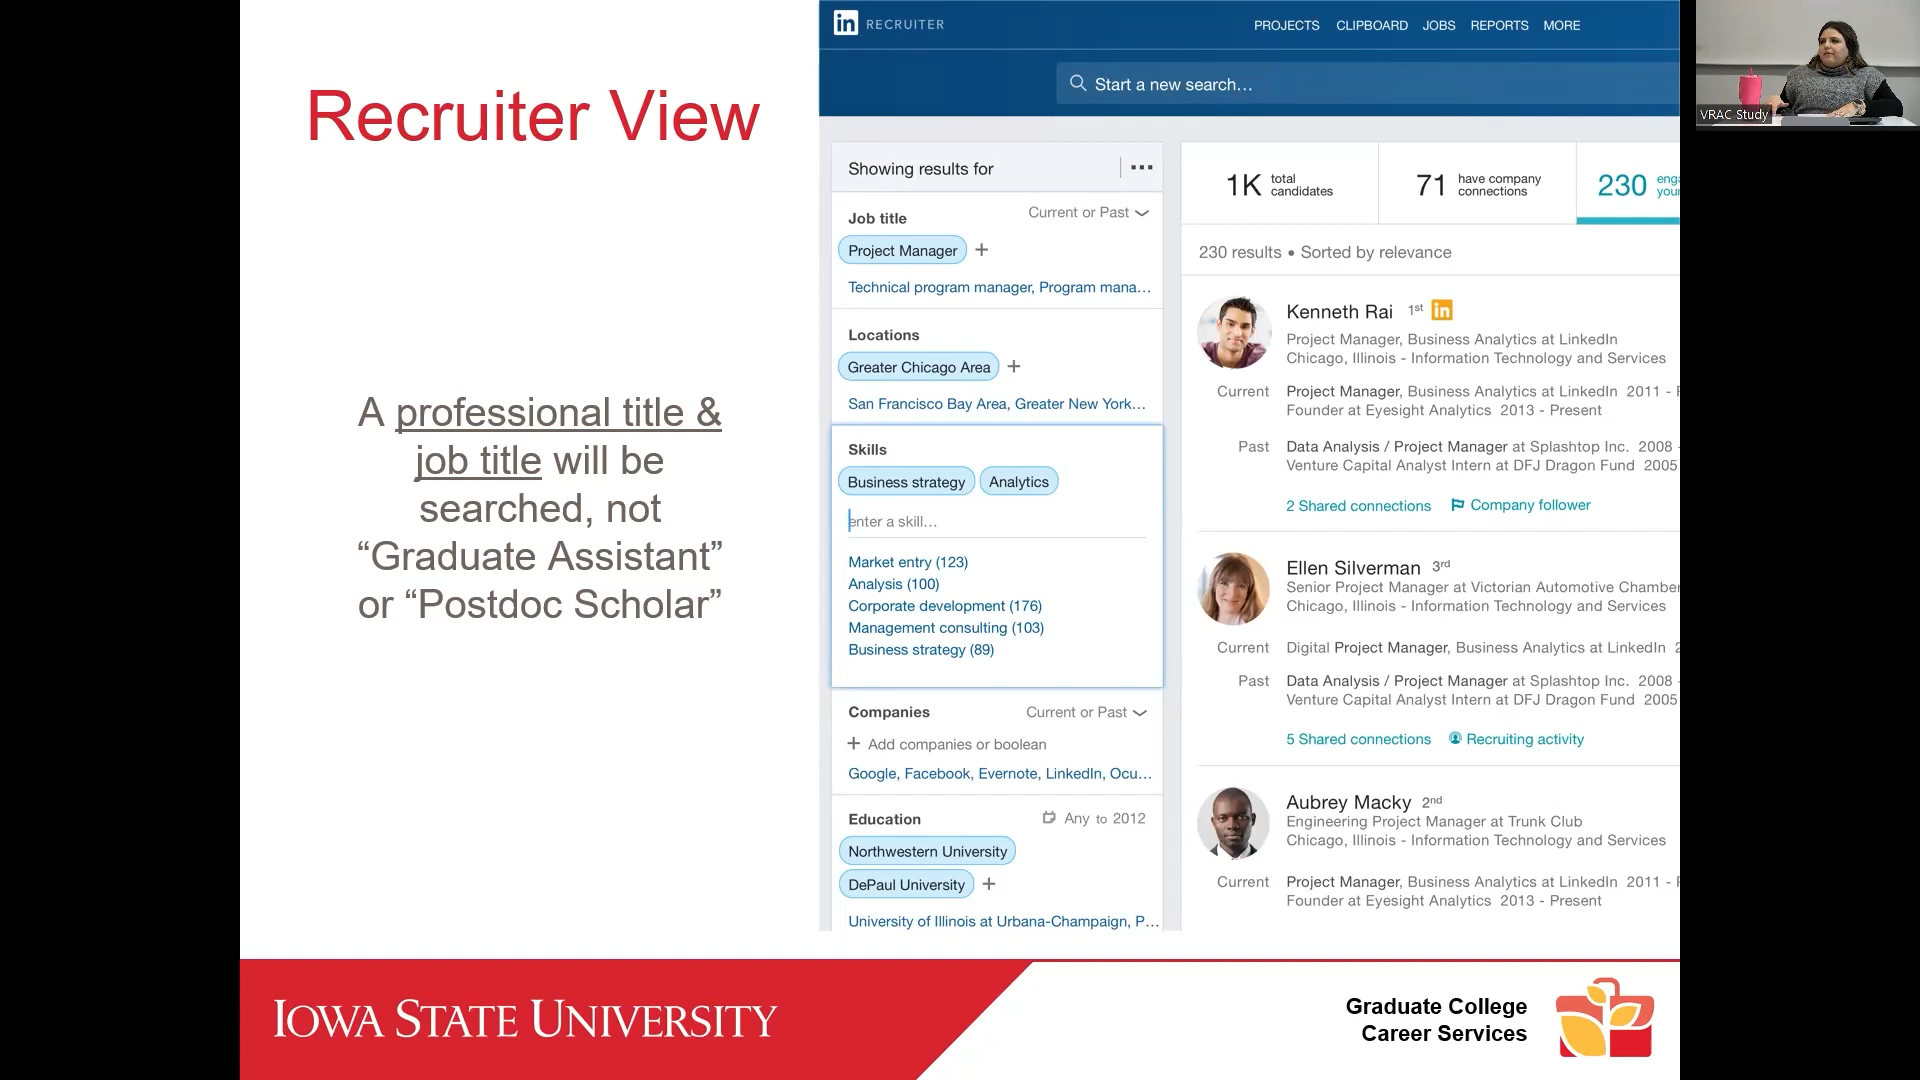 Recruiter View
A professional title &
job title will be
searched, not
“Graduate Assistant”
or “Postdoc Scholar”
in RECRUITER
PROJECTS CLIPBOARD JOBS REPORTS MORE
Start a new search...
Showing results for
Job title Current or Past
Project Manager +
Technical program manager, Program mana...
Locations
Greater Chicago Area +
San Francisco Bay Area, Greater New York...
Skills
Business strategy Analytics
enter a skill...
Market entry (123)
Analysis (100)
Corporate development (176)
Management consulting (103)
Business strategy (89)
Companies Current or Past
+ Add companies or boolean
Google, Facebook, Evernote, LinkedIn, Ocu...
Education Any to 2012
Northwestern University
DePaul University +
University of Illinois at Urbana-Champaign, P...
1K total
candidates
71 have company
connections
230 enga
your
230 results • Sorted by relevance
Kenneth Rai 1st in
Project Manager, Business Analytics at LinkedIn
Chicago, Illinois - Information Technology and Services
Current Project Manager, Business Analytics at LinkedIn 2011 -
Founder at Eyesight Analytics 2013 - Present
Past Data Analysis / Project Manager at Splashtop Inc. 2008 -
Venture Capital Analyst Intern at DFJ Dragon Fund 2005
2 Shared connections Company follower
Ellen Silverman 3rd
Senior Project Manager at Victorian Automotive Chamber
Chicago, Illinois - Information Technology and Services
Current Digital Project Manager, Business Analytics at LinkedIn
Past Data Analysis / Project Manager at Splashtop Inc. 2008 -
Venture Capital Analyst Intern at DFJ Dragon Fund 2005
5 Shared connections Recruiting activity
Aubrey Macky 2nd
Engineering Project Manager at Trunk Club
Chicago, Illinois - Information Technology and Services
Current Project Manager, Business Analytics at LinkedIn 2011 -
Founder at Eyesight Analytics 2013 - Present
IOWA STATE UNIVERSITY
Graduate College
Career Services
VRAC Study